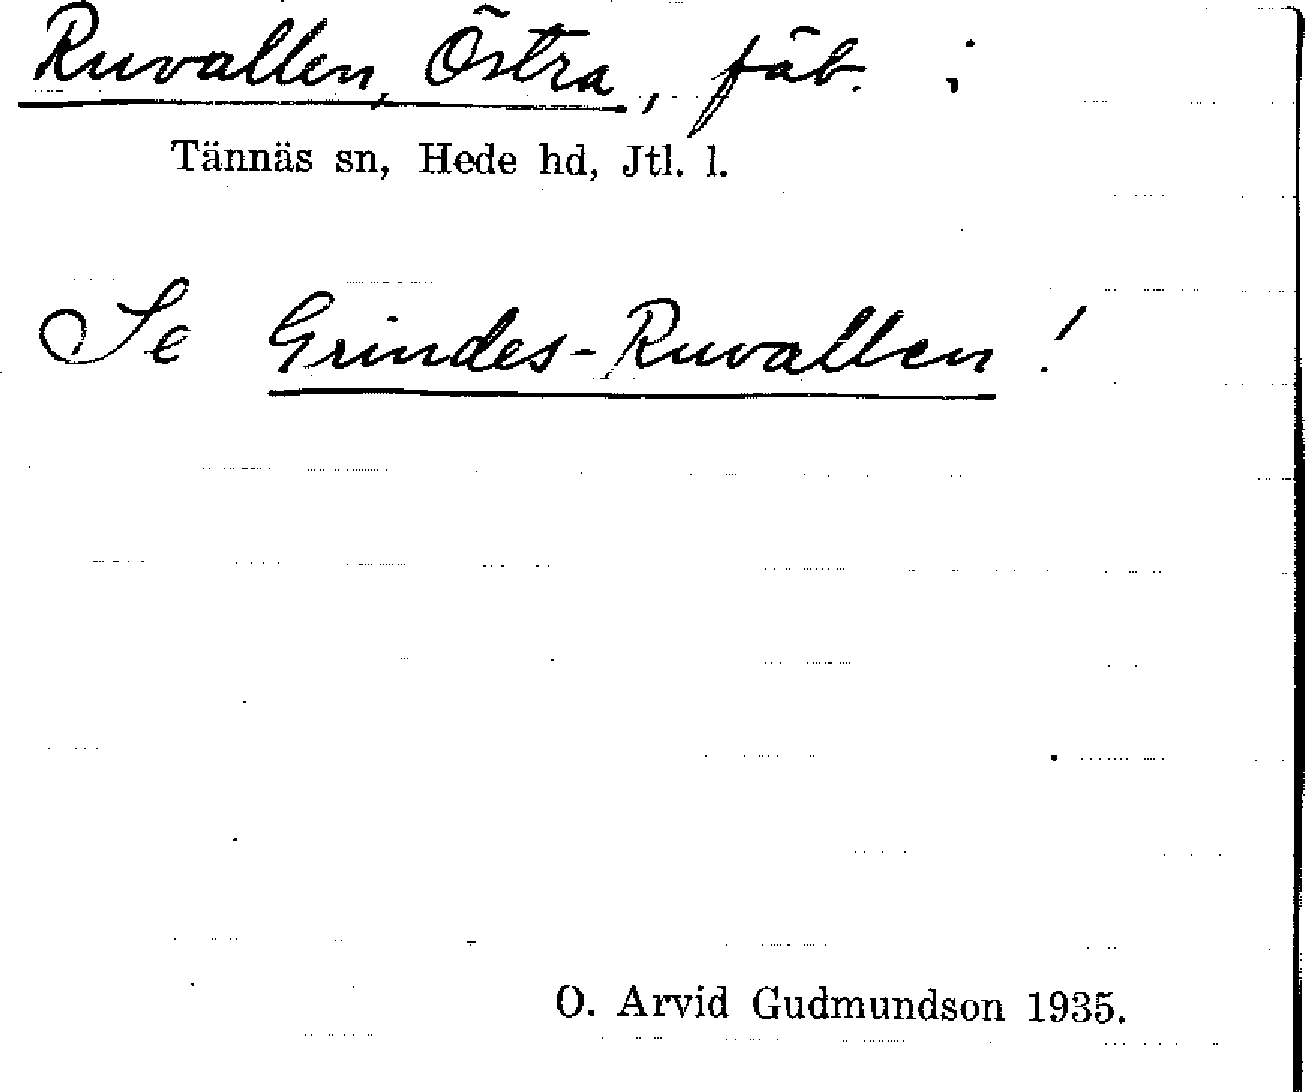 Ruvallen, Östra, fäb. i
Tännäs sn, Hede hd, Jtl. l.
Se Grindes-Ruvallen!
O. Arvid Gudmundson 1935.